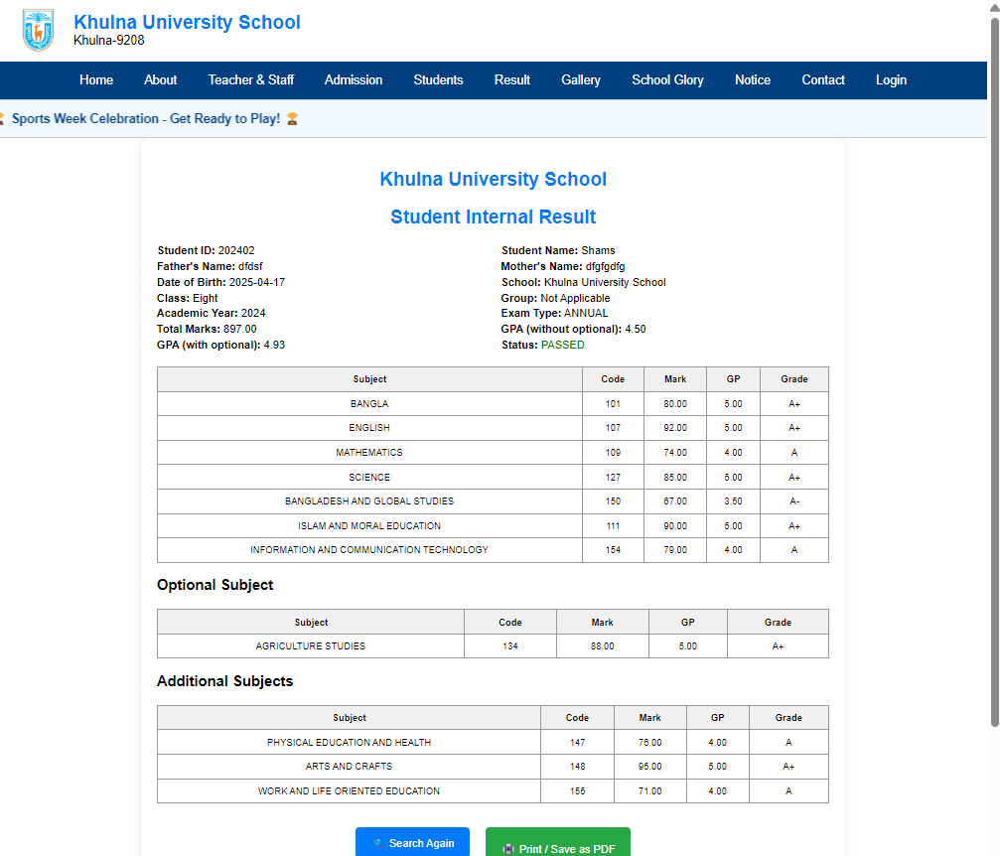 Khulna University School
Khulna-9208
Home About Teacher & Staff Admission Students Result Gallery School Glory Notice Contact Login
Sports Week Celebration - Get Ready to Play!
Khulna University School
Student Internal Result
Student ID: 202402 Student Name: Shams
Father's Name: dfdsf Mother's Name: dfgfgdfg
Date of Birth: 2025-04-17 School: Khulna University School
Class: Eight Group: Not Applicable
Academic Year: 2024 Exam Type: ANNUAL
Total Marks: 897.00 GPA (without optional): 4.50
GPA (with optional): 4.93 Status: PASSED
Subject Code Mark GP Grade
BANGLA 101 80.00 5.00 A+
ENGLISH 107 92.00 5.00 A+
MATHEMATICS 109 74.00 4.00 A
SCIENCE 127 85.00 5.00 A+
BANGLADESH AND GLOBAL STUDIES 150 67.00 3.50 A-
ISLAM AND MORAL EDUCATION 111 90.00 5.00 A+
INFORMATION AND COMMUNICATION TECHNOLOGY 154 79.00 4.00 A
Optional Subject
Subject Code Mark GP Grade
AGRICULTURE STUDIES 134 88.00 5.00 A+
Additional Subjects
Subject Code Mark GP Grade
PHYSICAL EDUCATION AND HEALTH 147 76.00 4.00 A
ARTS AND CRAFTS 148 95.00 5.00 A+
WORK AND LIFE ORIENTED EDUCATION 155 71.00 4.00 A
Search Again Print / Save as PDF